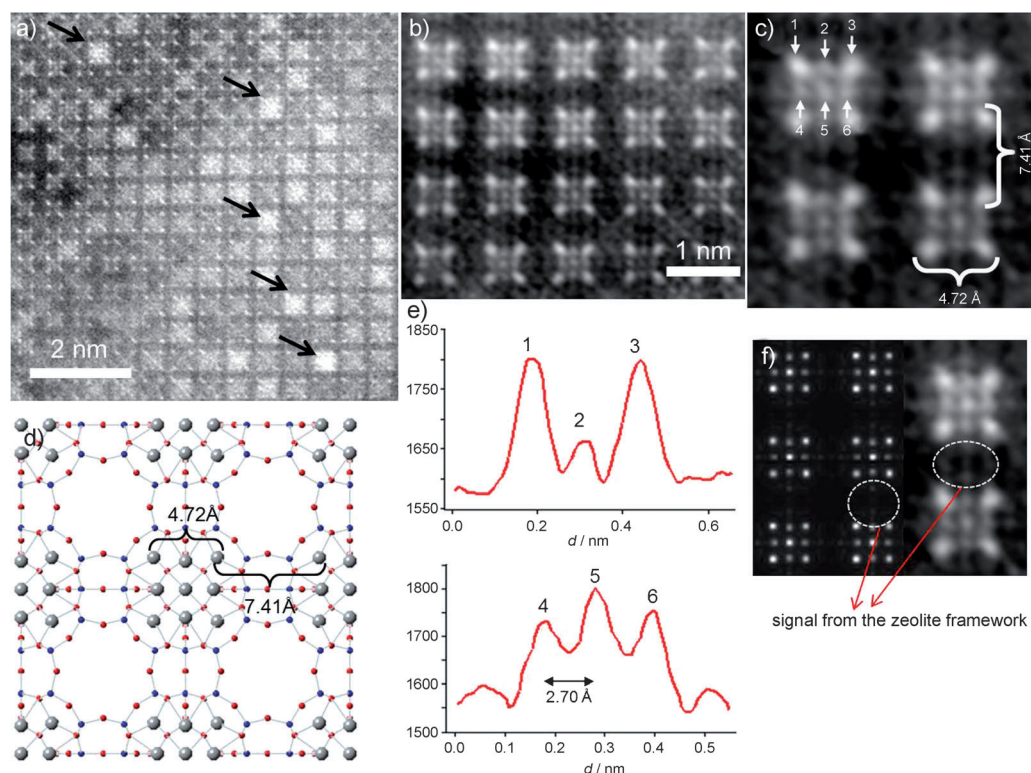 a)
2 nm
b)
1 nm
c)
1 2 3
4 5 6
7.41 Å
4.72 Å
d)
4.72Å
7.41Å
e)
1850
1750
1650
1550
1 2 3
0.0 0.2 0.4 0.6
d / nm
1800
1700
1600
1500
4 5 6
2.70 Å
0.0 0.1 0.2 0.3 0.4 0.5
d / nm
f)
signal from the zeolite framework